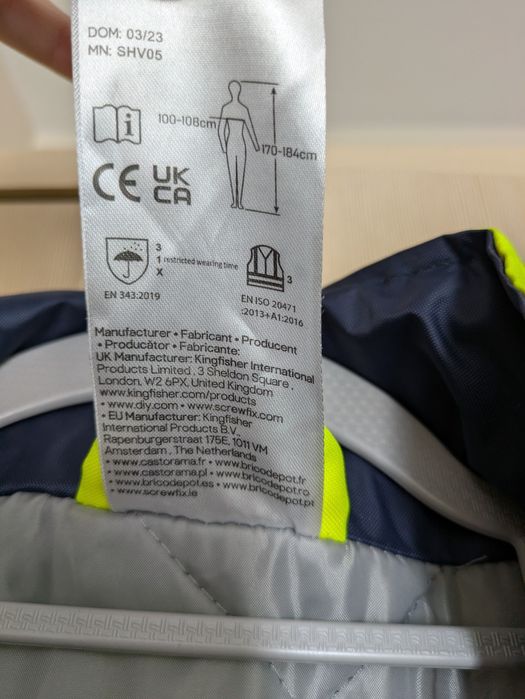 DOM: 03/23
MN: SHV05
i
100-108cm
170-184cm
CE UK
CA
3
1 restricted wearing time
X
EN 343:2019
3
EN ISO 20471
:2013+A1:2016
Manufacturer • Fabricant • Producent
• Producător • Fabricante:
UK Manufacturer: Kingfisher International
Products Limited , 3 Sheldon Square ,
London, W2 6PX, United Kingdom
www.kingfisher.com/products
• www.diy.com • www.screwfix.com
• EU Manufacturer: Kingfisher
International Products B.V.
Rapenburgerstraat 175E, 1011 VM
Amsterdam , The Netherlands
• www.castorama.fr • www.bricodepot.fr
• www.castorama.pl • www.bricodepot.ro
• www.bricodepot.es • www.bricodepot.pt
• www.screwfix.ie